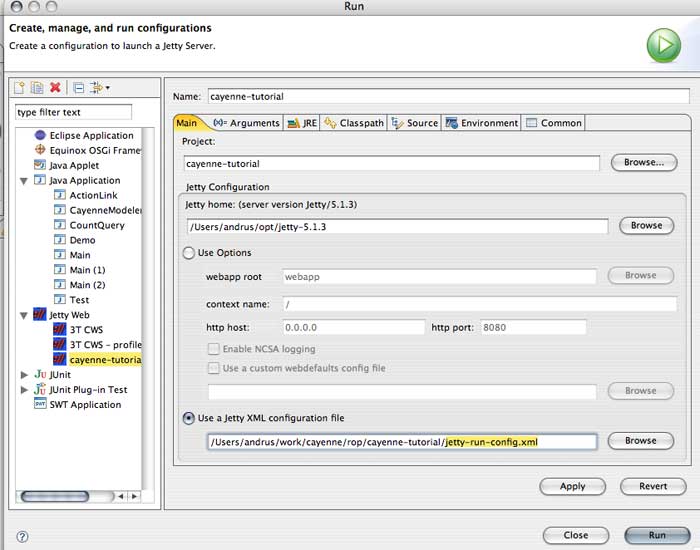 Run
Create, manage, and run configurations
Create a configuration to launch a Jetty Server.
type filter text
Eclipse Application
Equinox OSGi Fram
Java Applet
Java Application
ActionLink
CayenneModeler
CountQuery
Demo
Main
Main (1)
Main (2)
Test
Jetty Web
3T CWS
3T CWS - profile
cayenne-tutoria
JUnit
JUnit Plug-in Test
SWT Application
Name: cayenne-tutorial
Main (x)= Arguments JRE Classpath Source Environment Common
Project:
cayenne-tutorial Browse...
Jetty Configuration
Jetty home: (server version Jetty/5.1.3)
/Users/andrus/opt/jetty-5.1.3 Browse
Use Options
webapp root webapp Browse
context name: /
http host: 0.0.0.0 http port: 8080
Enable NCSA logging
Use a custom webdefaults config file
Browse
Use a Jetty XML configuration file
/Users/andrus/work/cayenne/rop/cayenne-tutorial/jetty-run-config.xml Browse
Apply Revert
Close Run